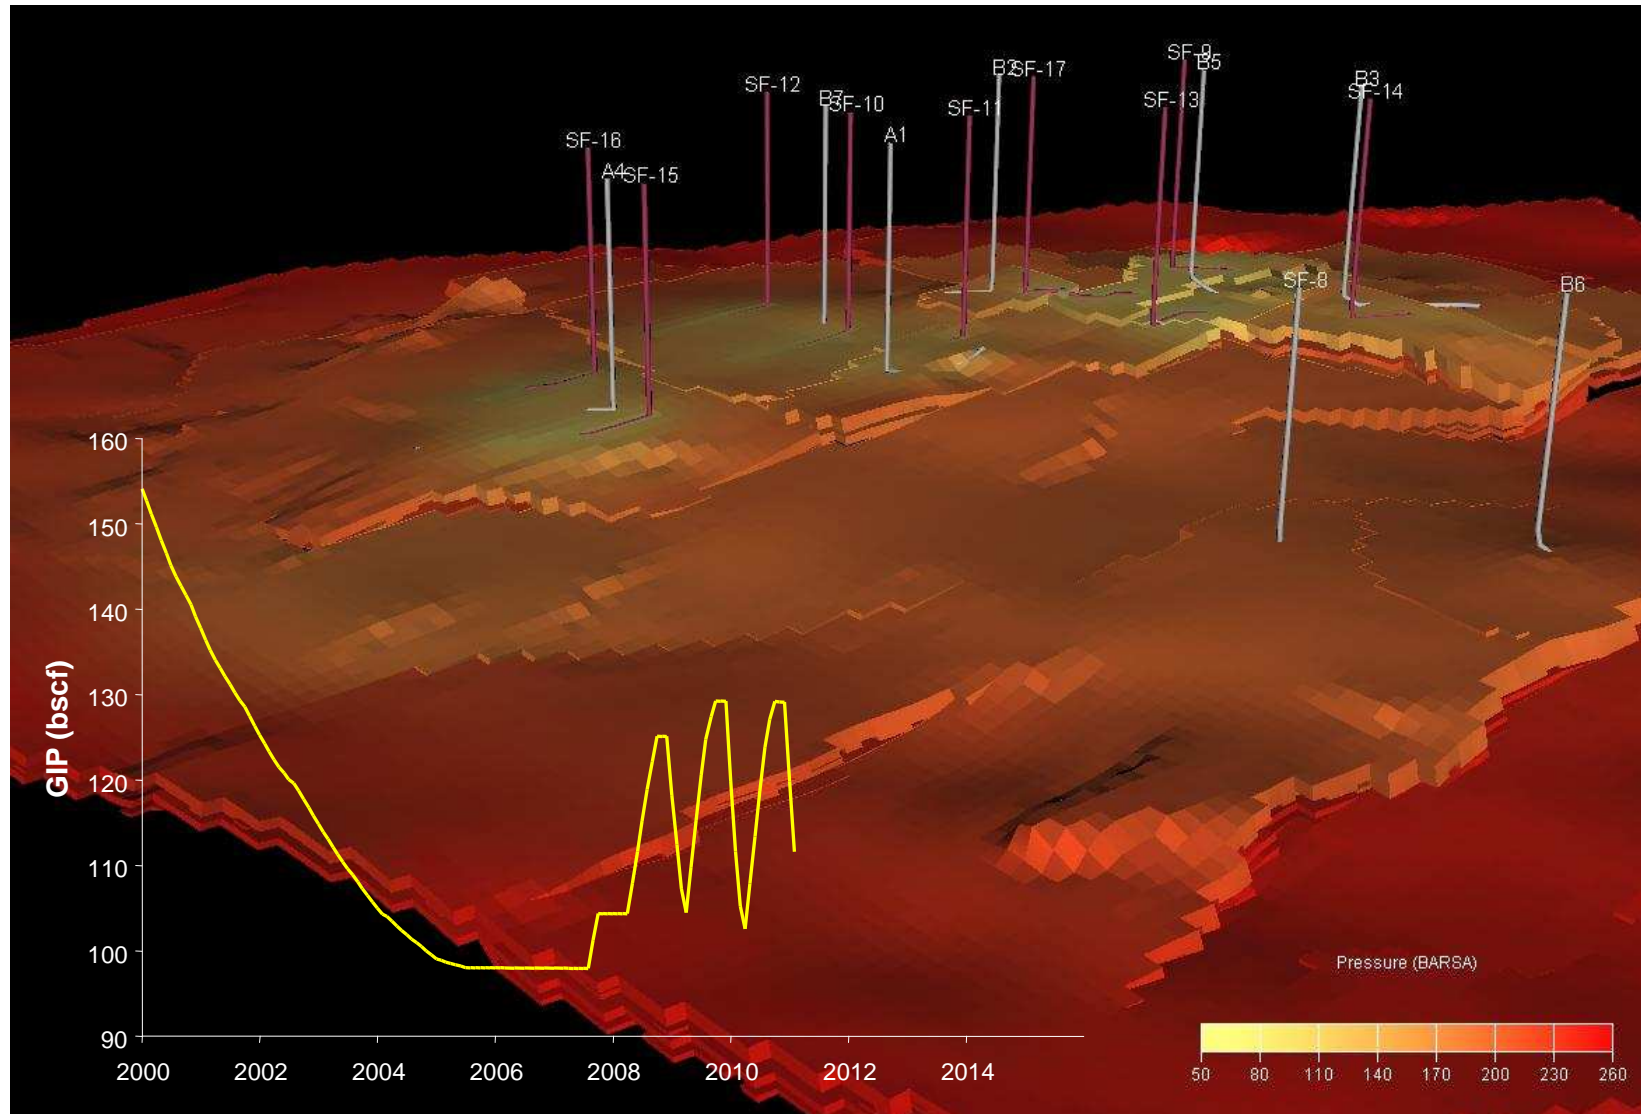 SF-9
B5
B2
SF-17
B3
SF-14
SF-12
B7
SF-10
SF-11
SF-13
A1
SF-16
A4
SF-15
SF-8
B6
160
150
140
130
120
110
100
90
GIP (bscf)
2000 2002 2004 2006 2008 2010 2012 2014
Pressure (BARSA)
50 80 110 140 170 200 230 260